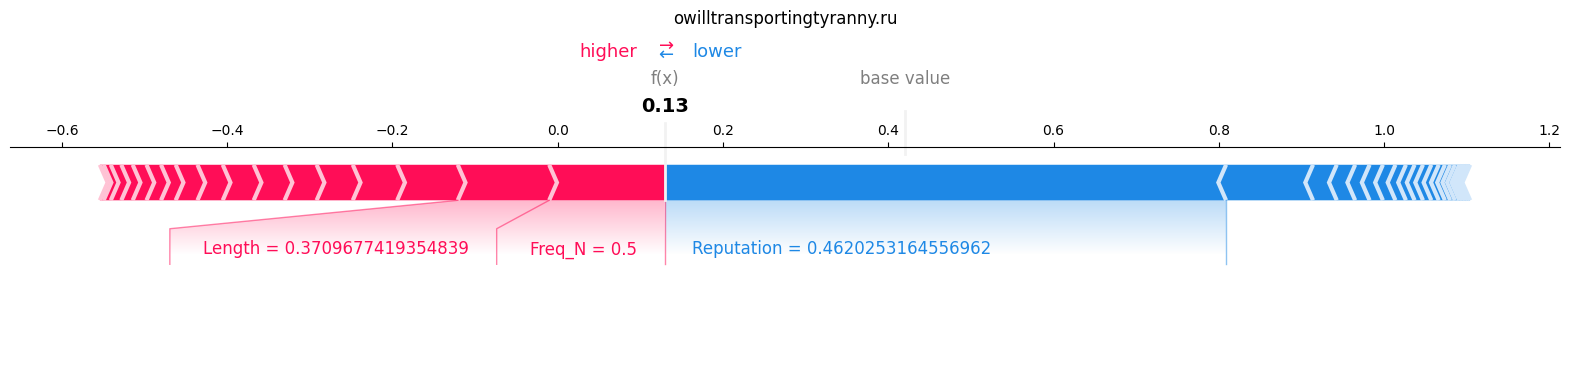 owilltransportingtyranny.ru
higher ⇄ lower
f(x) base value
0.13
−0.6 −0.4 −0.2 0.0 0.2 0.4 0.6 0.8 1.0 1.2
Length = 0.3709677419354839 Freq_N = 0.5 Reputation = 0.4620253164556962